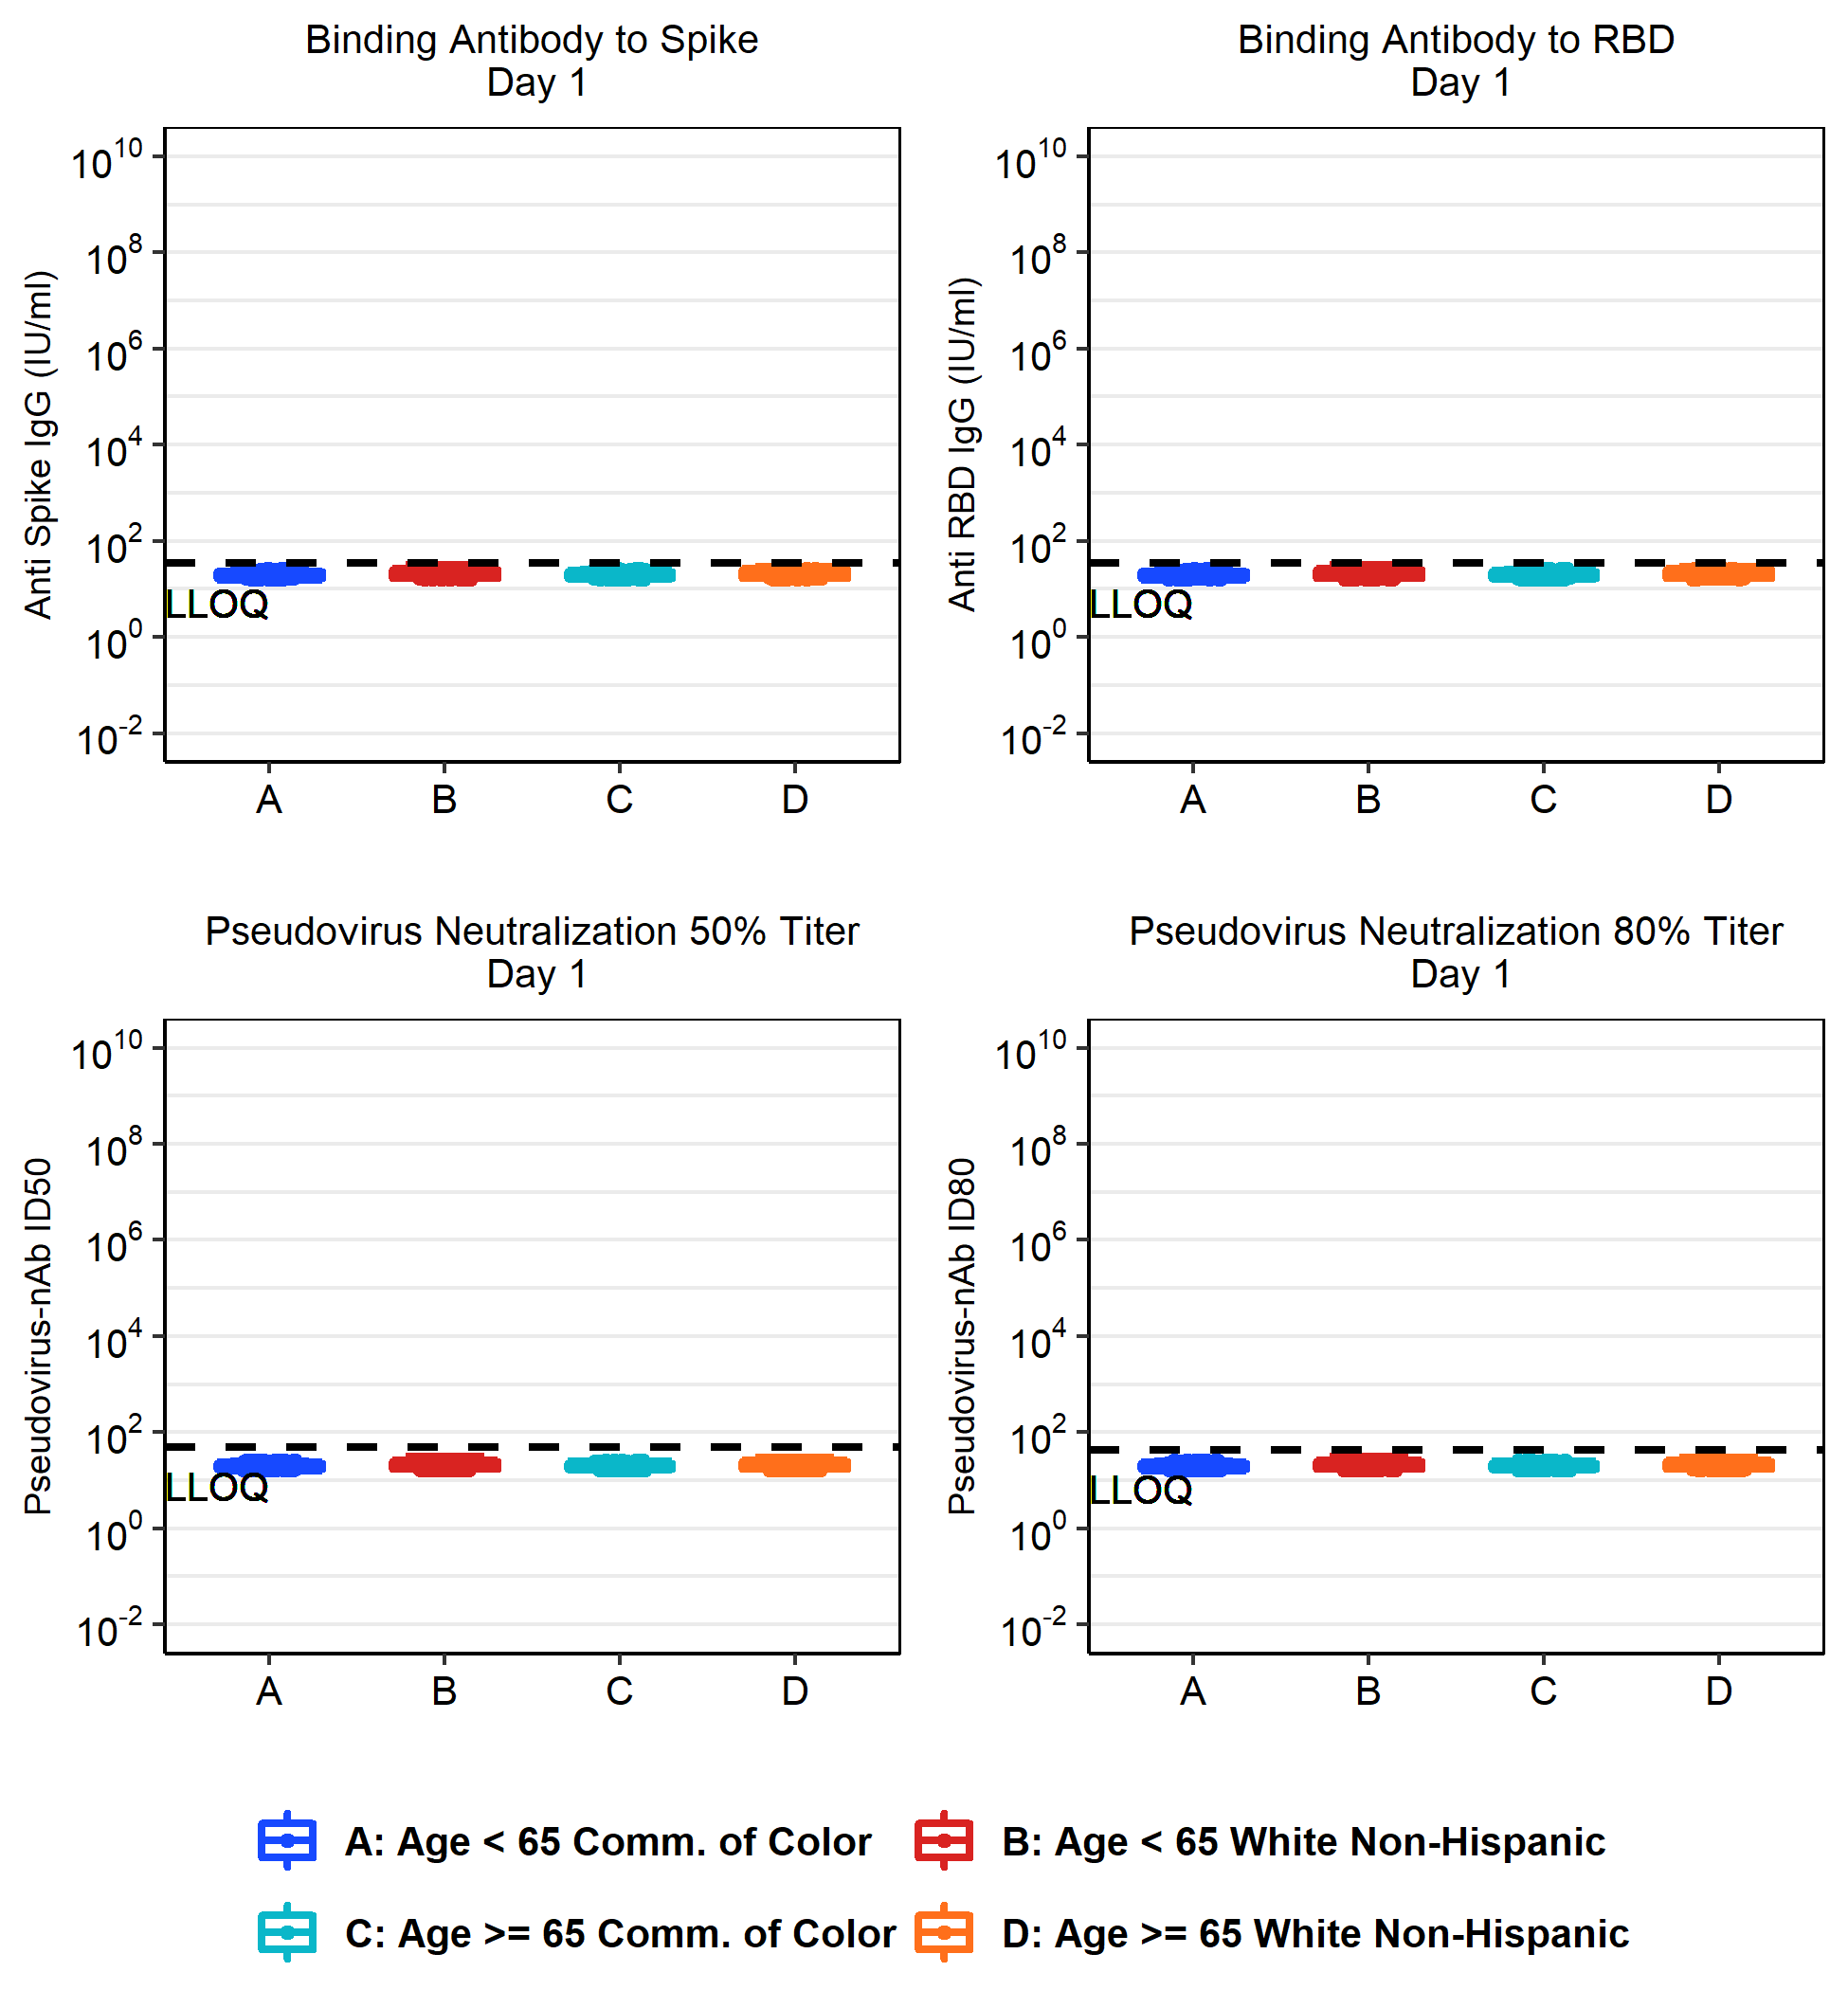 Binding Antibody to Spike
Day 1
Anti Spike IgG (IU/ml)
10^10
10^8
10^6
10^4
10^2
10^0
10^-2
LLOQ
A B C D
Binding Antibody to RBD
Day 1
Anti RBD IgG (IU/ml)
10^10
10^8
10^6
10^4
10^2
10^0
10^-2
LLOQ
A B C D
Pseudovirus Neutralization 50% Titer
Day 1
Pseudovirus-nAb ID50
10^10
10^8
10^6
10^4
10^2
10^0
10^-2
LLOQ
A B C D
Pseudovirus Neutralization 80% Titer
Day 1
Pseudovirus-nAb ID80
10^10
10^8
10^6
10^4
10^2
10^0
10^-2
LLOQ
A B C D
A: Age < 65 Comm. of Color
B: Age < 65 White Non-Hispanic
C: Age >= 65 Comm. of Color
D: Age >= 65 White Non-Hispanic